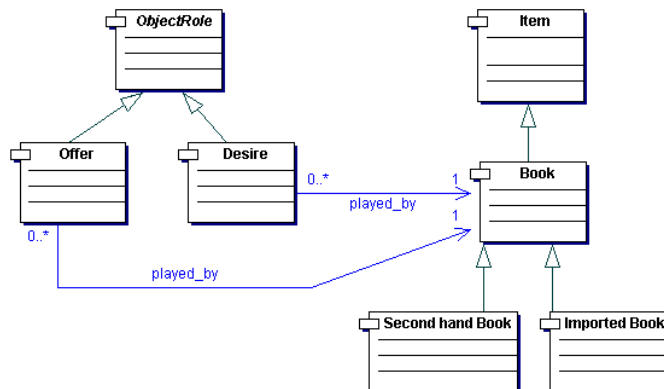 ObjectRole
Item
Offer
Desire
Book
0..*
1
played_by
1
0..*
played_by
Second hand Book
Imported Book